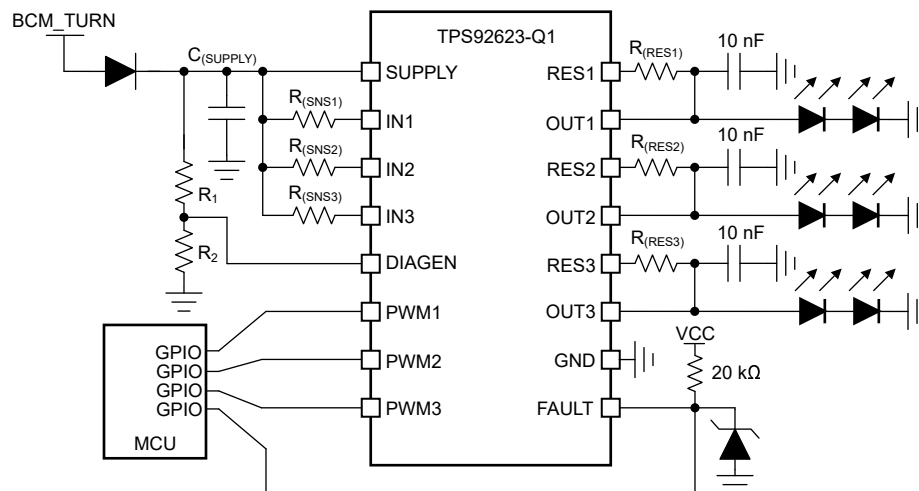 BCM_TURN
C(SUPPLY)
TPS92623-Q1
R(RES1)
10 nF
SUPPLY
RES1
R(SNS1)
IN1
OUT1
R(SNS2)
R(RES2)
10 nF
IN2
RES2
R(SNS3)
R1
IN3
OUT2
R(RES3)
10 nF
R2
DIAGEN
RES3
PWM1
OUT3
VCC
GPIO
GPIO
GPIO
GPIO
MCU
PWM2
GND
20 kΩ
PWM3
FAULT